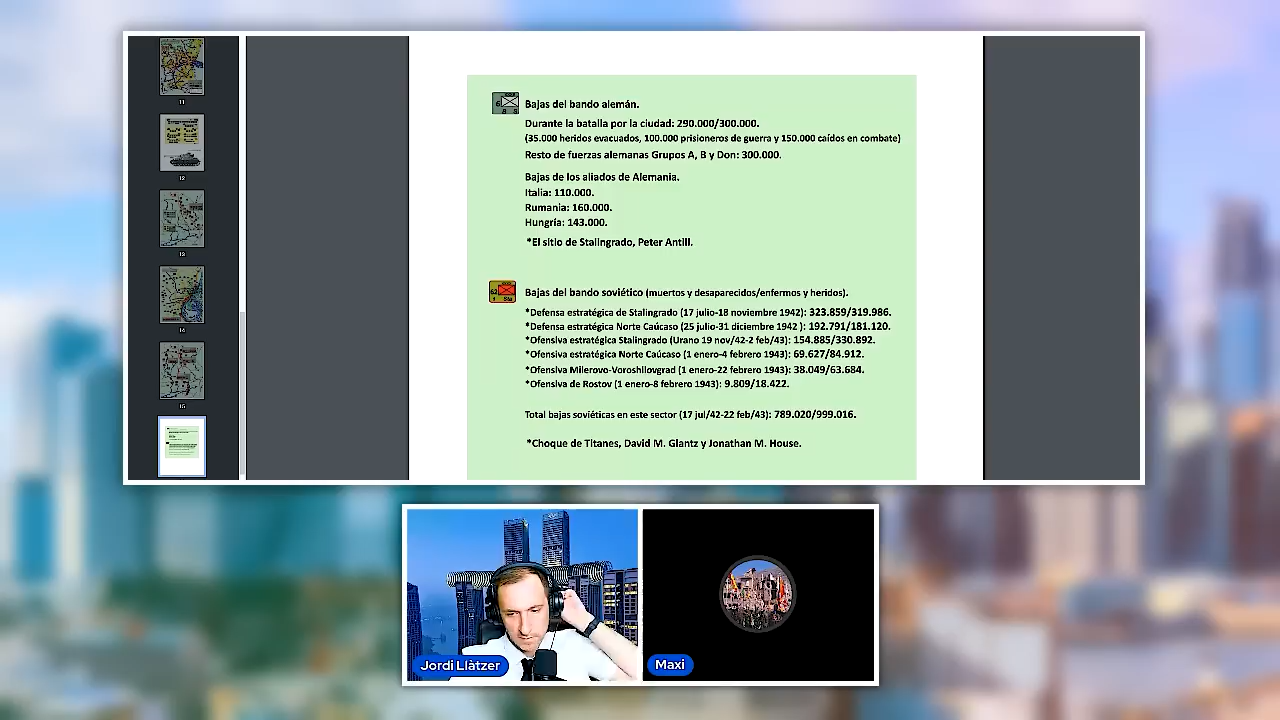 11
12
13
14
15
Bajas del bando alemán.
Durante la batalla por la ciudad: 290.000/300.000.
(35.000 heridos evacuados, 100.000 prisioneros de guerra y 150.000 caídos en combate)
Resto de fuerzas alemanas Grupos A, B y Don: 300.000.
Bajas de los aliados de Alemania.
Italia: 110.000.
Rumania: 160.000.
Hungría: 143.000.
*El sitio de Stalingrado, Peter Antill.
Bajas del bando soviético (muertos y desaparecidos/enfermos y heridos).
*Defensa estratégica de Stalingrado (17 julio-18 noviembre 1942): 323.859/319.986.
*Defensa estratégica Norte Caúcaso (25 julio-31 diciembre 1942 ): 192.791/181.120.
*Ofensiva estratégica Stalingrado (Urano 19 nov/42-2 feb/43): 154.885/330.892.
*Ofensiva estratégica Norte Caúcaso (1 enero-4 febrero 1943): 69.627/84.912.
*Ofensiva Milerovo-Voroshilovgrad (1 enero-22 febrero 1943): 38.049/63.684.
*Ofensiva de Rostov (1 enero-8 febrero 1943): 9.809/18.422.
Total bajas soviéticas en este sector (17 jul/42-22 feb/43): 789.020/999.016.
*Choque de Titanes, David M. Glantz y Jonathan M. House.
Jordi Llàtzer
Maxi